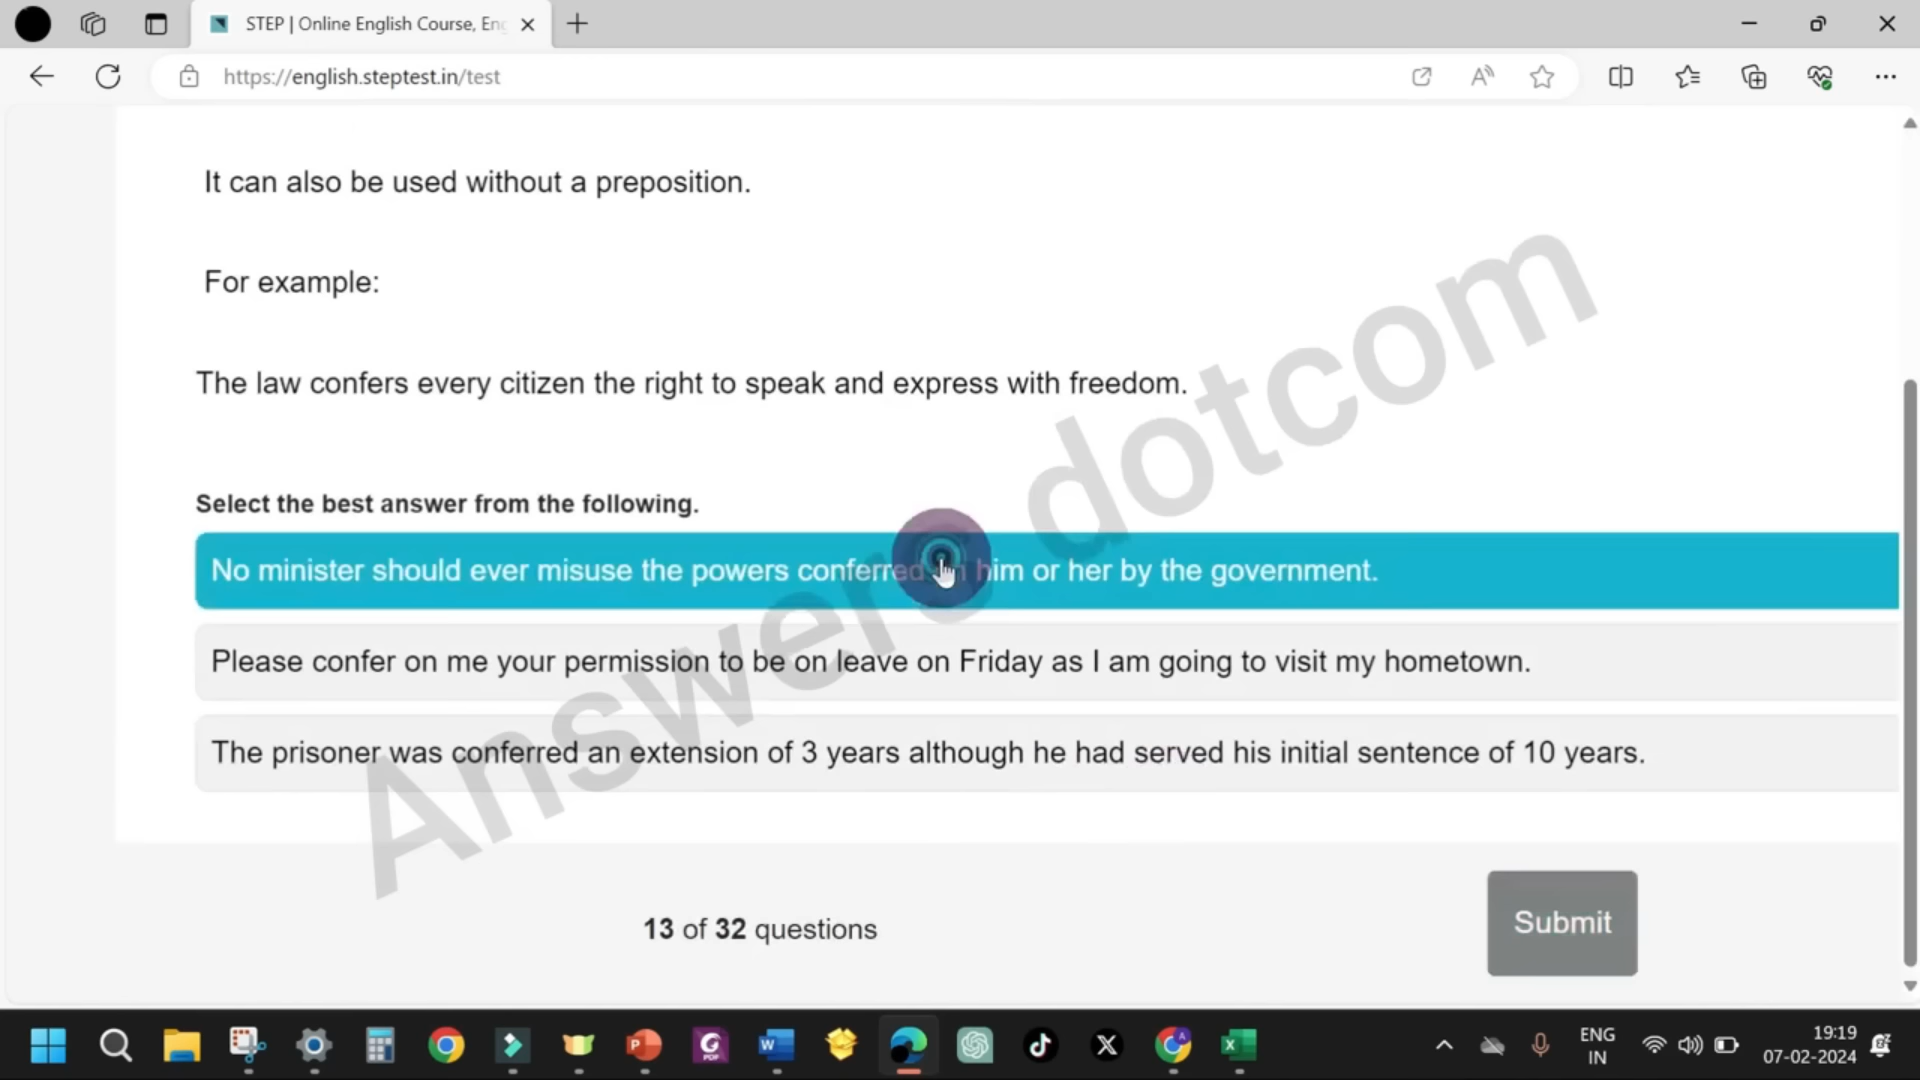 STEP | Online English Course, Eng
https://english.steptest.in/test
It can also be used without a preposition.
For example:
The law confers every citizen the right to speak and express with freedom.
Select the best answer from the following.
No minister should ever misuse the powers conferred him or her by the government.
Please confer on me your permission to be on leave on Friday as I am going to visit my hometown.
The prisoner was conferred an extension of 3 years although he had served his initial sentence of 10 years.
Answers dotcom
13 of 32 questions
Submit
ENG
IN
19:19
07-02-2024